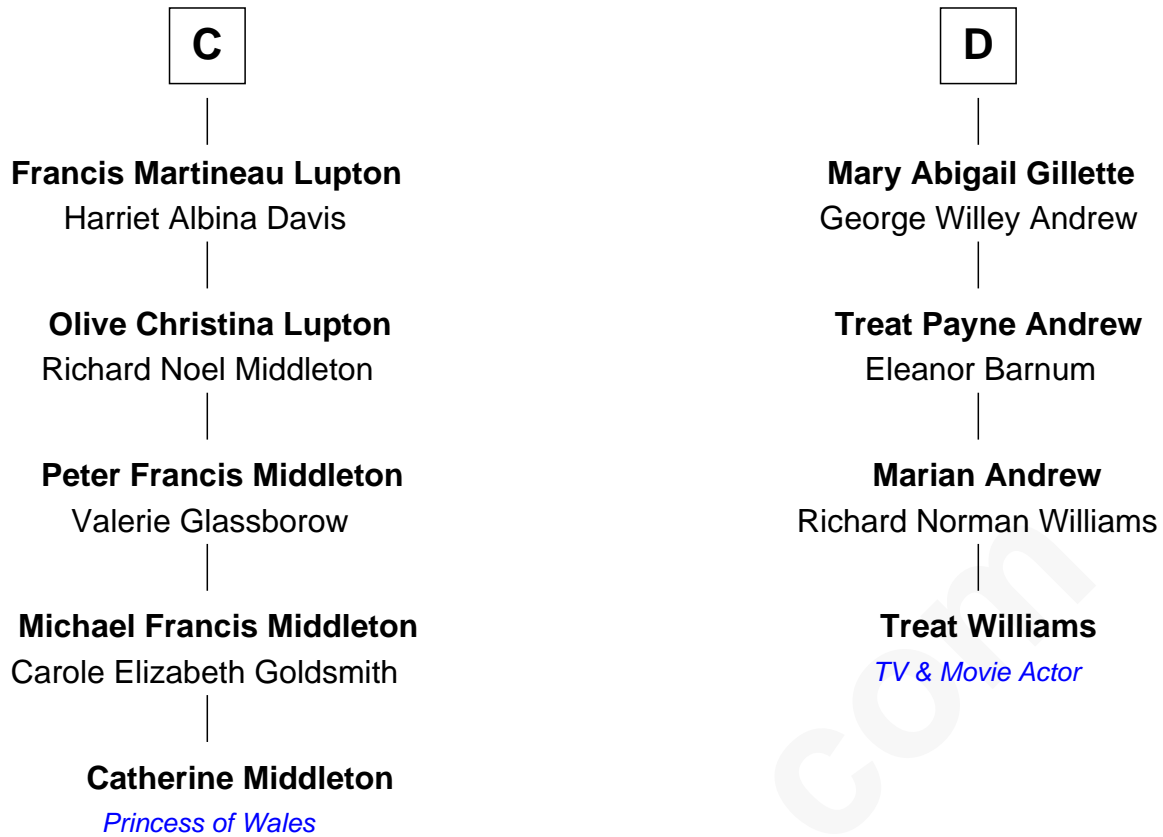 C
Francis Martineau Lupton
Harriet Albina Davis
Olive Christina Lupton
Richard Noel Middleton
Peter Francis Middleton
Valerie Glassborow
Michael Francis Middleton
Carole Elizabeth Goldsmith
Catherine Middleton
Princess of Wales
D
Mary Abigail Gillette
George Willey Andrew
Treat Payne Andrew
Eleanor Barnum
Marian Andrew
Richard Norman Williams
Treat Williams
TV & Movie Actor
com